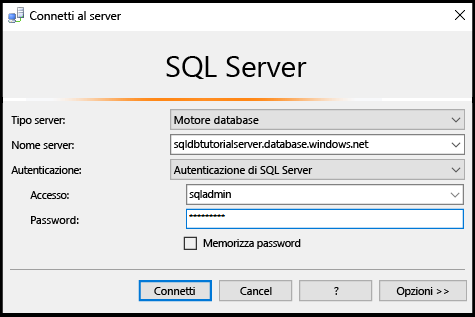 Connetti al server
SQL Server
Tipo server: Motore database
Nome server: sqldbtutorialserver.database.windows.net
Autenticazione: Autenticazione di SQL Server
Accesso: sqladmin
Password: *********
Memorizza password
Connetti Cancel ? Opzioni >>